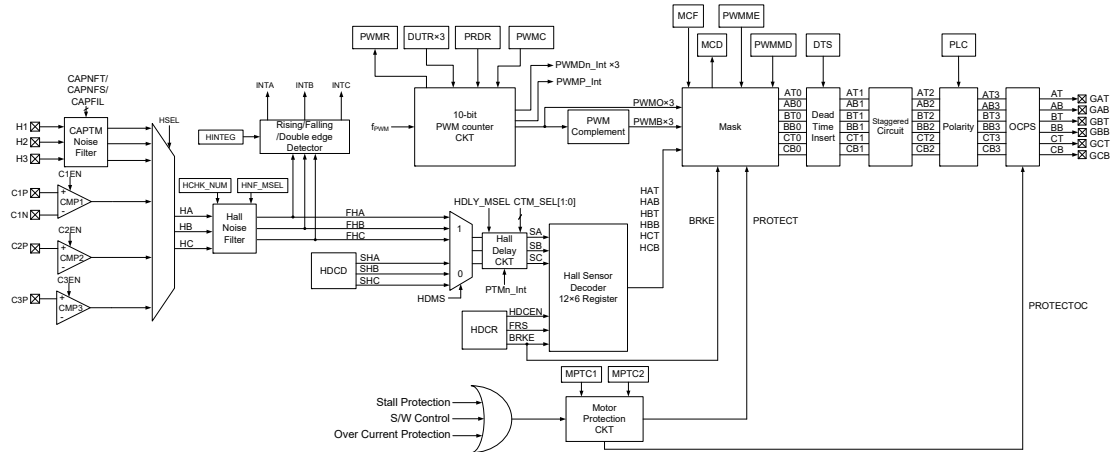 MCF
PWMME
MCD
PWMR
DUTR×3
PRDR
PWMC
PWMMD
DTS
PLC
CAPNFT/
CAPNFS/
CAPFIL
HSEL
INTA
INTB
INTC
PWMDn_Int ×3
PWMP_Int
H1
H2
H3
CAPTM
Noise
Filter
HINTEG
Rising/Falling
/Double edge
Detector
fPWM
10-bit
PWM counter
CKT
PWM
Complement
PWMO×3
PWMB×3
Mask
AT0
AB0
BT0
BB0
CT0
CB0
Dead
Time
Insert
AT1
AB1
BT1
BB1
CT1
CB1
Staggered
Circuit
AT2
AB2
BT2
BB2
CT2
CB2
Polarity
AT3
AB3
BT3
BB3
CT3
CB3
OCPS
AT
AB
BT
BB
CT
CB
GAT
GAB
GBT
GBB
GCT
GCB
C1EN
C1P
C1N
+
-
CMP1
C2EN
C2P
+
-
CMP2
C3EN
C3P
+
-
CMP3
HCHK_NUM
HNF_MSEL
HA
HB
HC
Hall
Noise
Filter
FHA
FHB
FHC
HDCD
SHA
SHB
SHC
1
0
HDMS
HDLY_MSEL
CTM_SEL[1:0]
Hall
Delay
CKT
PTMn_Int
SA
SB
SC
Hall Sensor
Decoder
12×6 Register
HDCR
HDCEN
FRS
BRKE
HAT
HAB
HBT
HBB
HCT
HCB
BRKE
PROTECT
PROTECTOC
MPTC1
MPTC2
Stall Protection
S/W Control
Over Current Protection
Motor
Protection
CKT